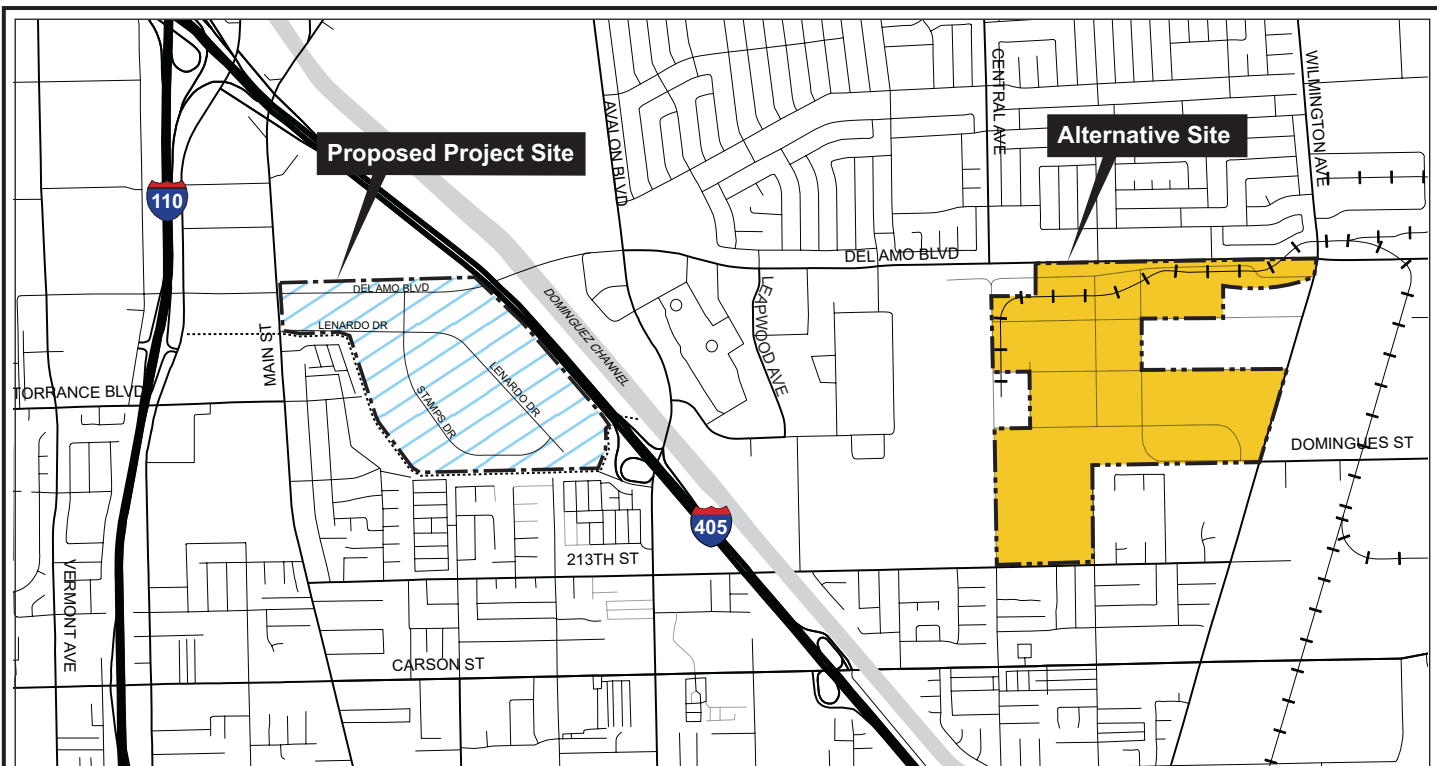 CENTRAL AVE
WILMINGTON AVE
AVALON BLVD
Alternative Site
Proposed Project Site
110
DEL AMO BLVD
LEAPWOOD AVE
DEL AMO BLVD
DOMINGUEZ CHANNEL
LENARDO DR
MAIN ST
LENARDO DR
TORRANCE BLVD
STAMPS DR
DOMINGUES ST
405
213TH ST
VERMONT AVE
CARSON ST